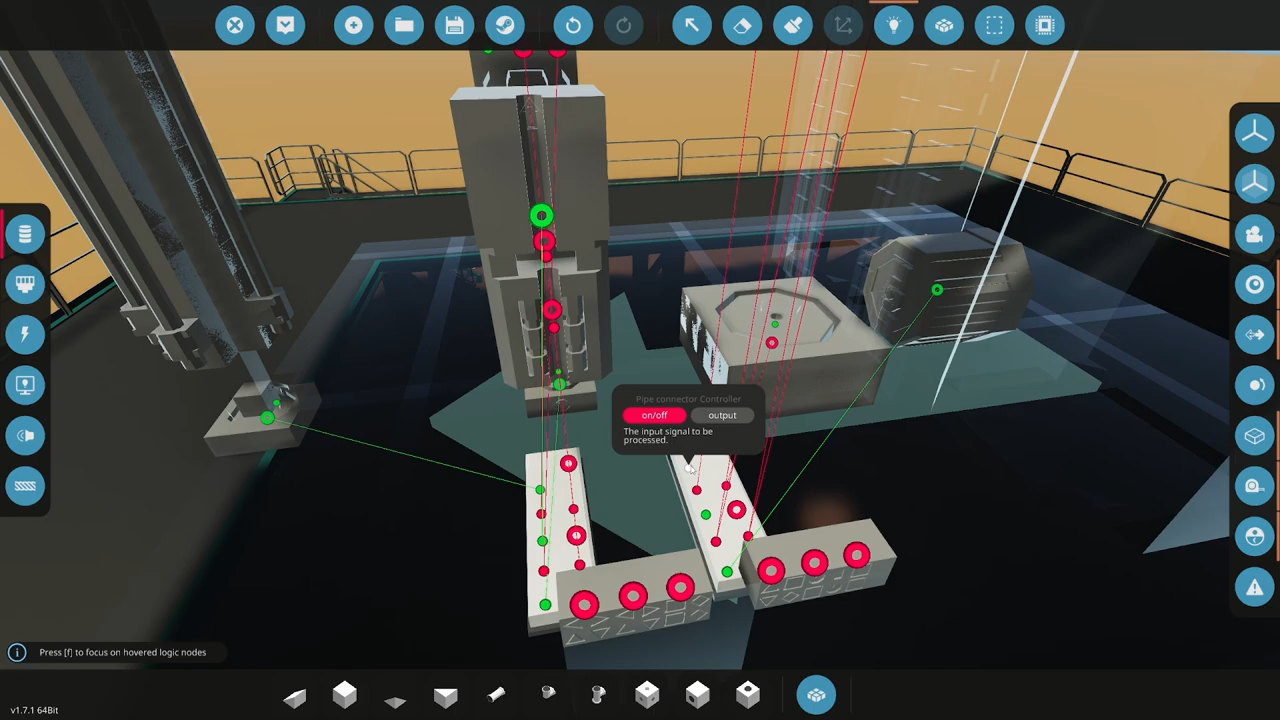 Pipe connector Controller
on/off output
The input signal to be
processed.
Press [f] to focus on hovered logic nodes
v1.7.1 64Bit